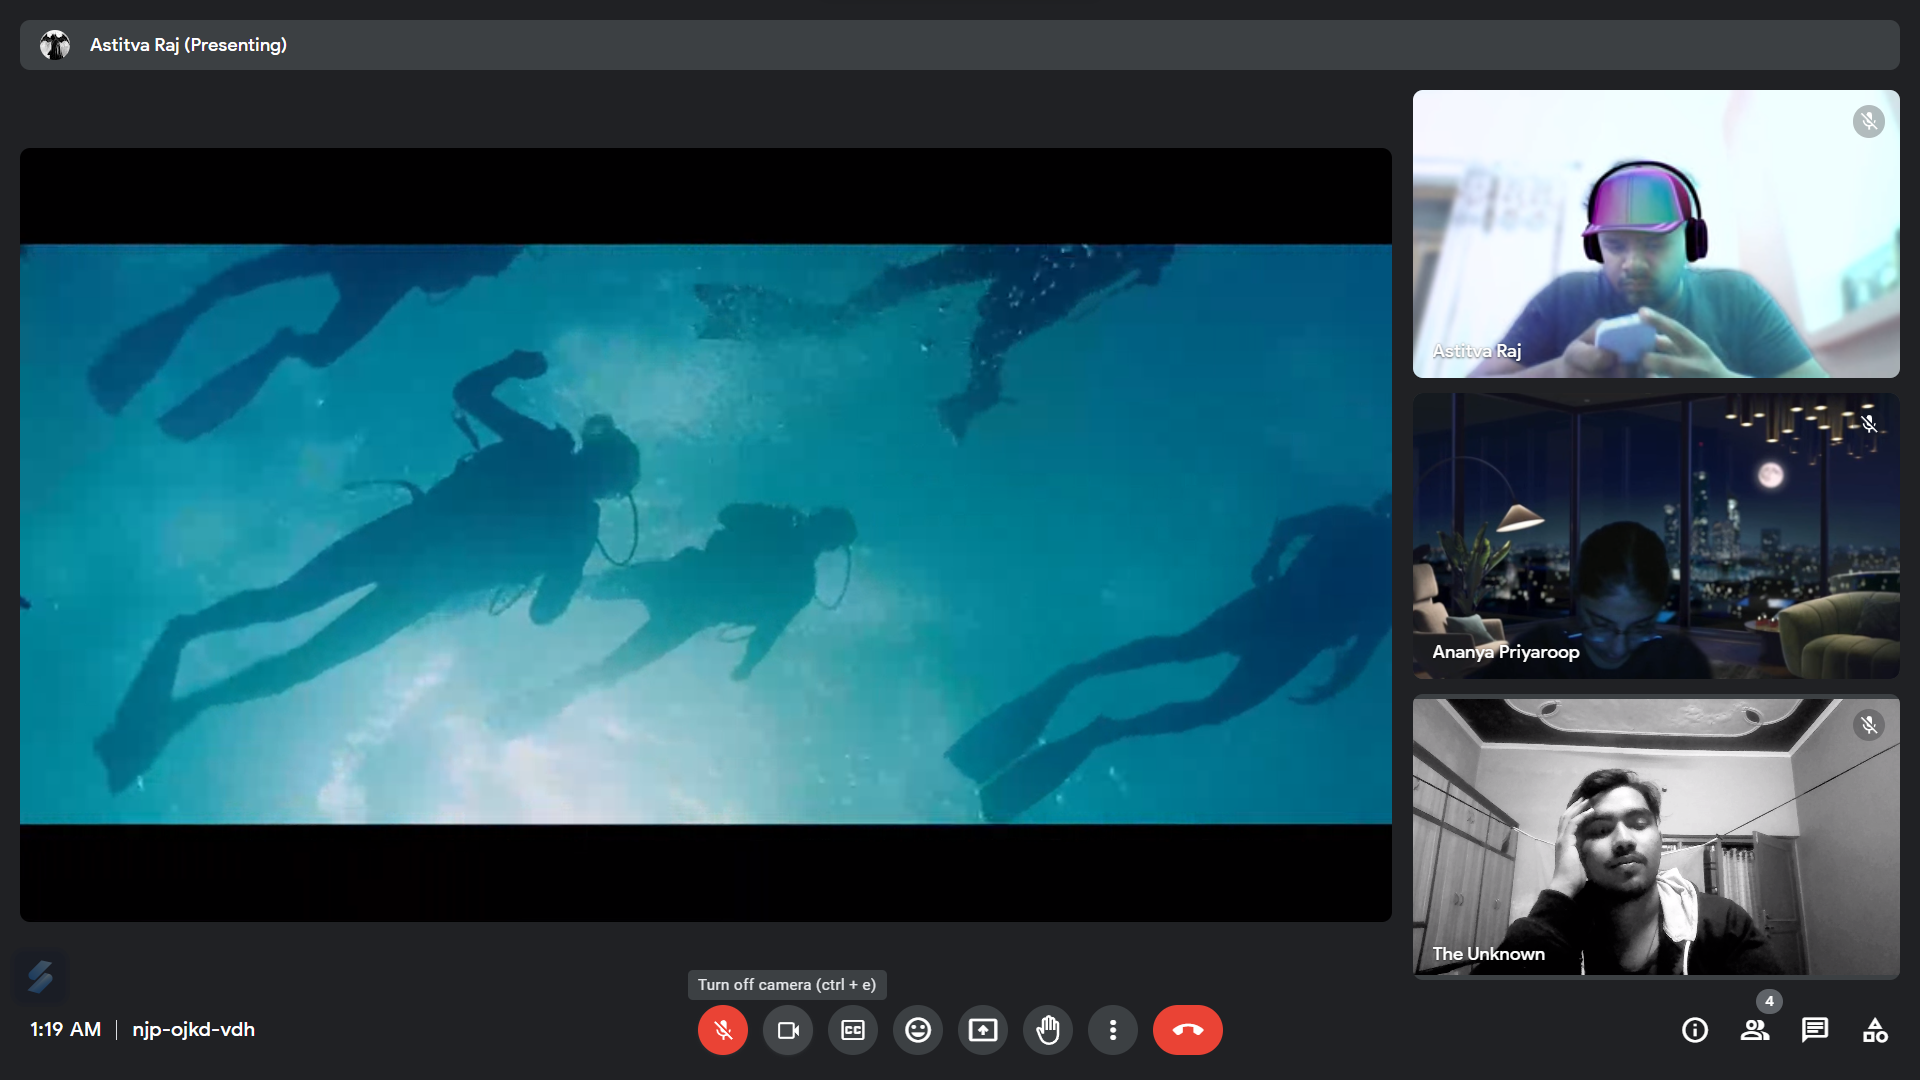 Astitva Raj (Presenting)
Astitva Raj
Ananya Priyaroop
The Unknown
Turn off camera (ctrl + e)
1:19 AM | njp-ojkd-vdh
CC
4